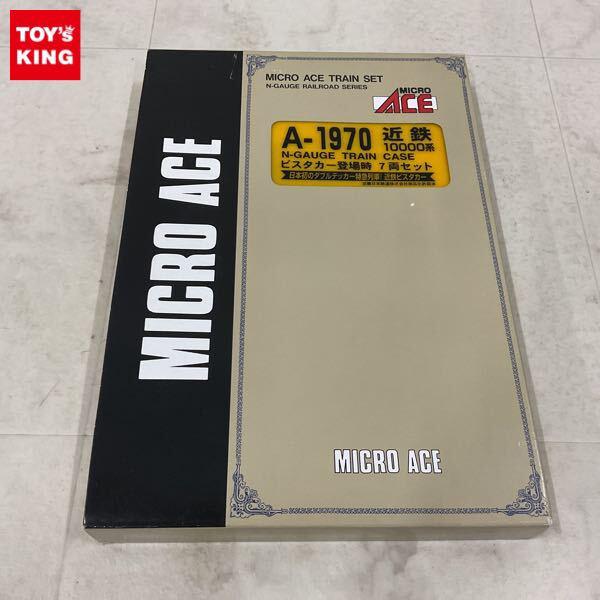 TOY's
KING
MICRO ACE
MICRO ACE TRAIN SET
N-GAUGE RAILROAD SERIES
MICRO
ACE
A-1970 近鉄
10000系
N-GAUGE TRAIN CASE
ビスタカー登場時 7両セット
日本初のダブルデッカー特急列車! 近鉄ビスタカー
MICRO ACE